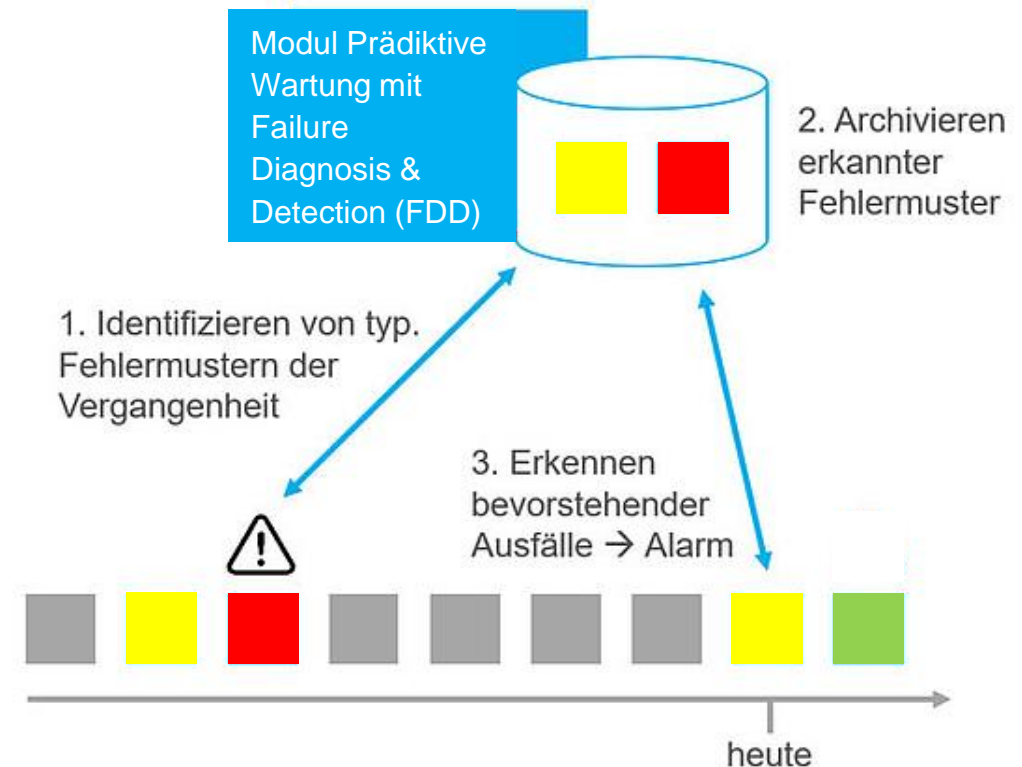 Modul Prädiktive
Wartung mit
Failure
Diagnosis &
Detection (FDD)
2. Archivieren
erkannter
Fehlermuster
1. Identifizieren von typ.
Fehlermustern der
Vergangenheit
3. Erkennen
bevorstehender
Ausfälle → Alarm
heute